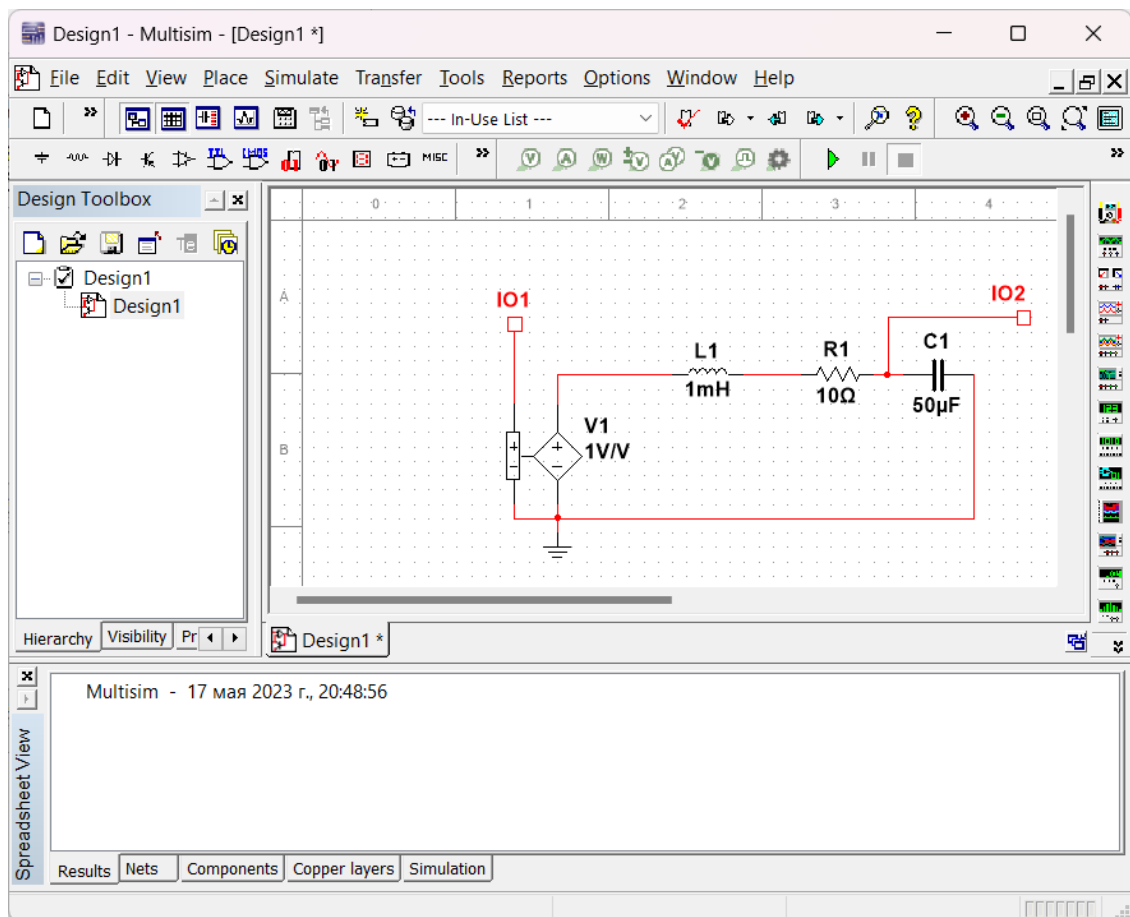 Design1 - Multisim - [Design1 *]
File Edit View Place Simulate Transfer Tools Reports Options Window Help
--- In-Use List ---
MISC
Design Toolbox
Design1
Design1
0 1 2 3 4
A
B
IO1
IO2
L1
1mH
R1
10Ω
C1
50µF
V1
1V/V
Hierarchy Visibility Pr
Design1 *
Multisim - 17 мая 2023 г., 20:48:56
Spreadsheet View
Results Nets Components Copper layers Simulation